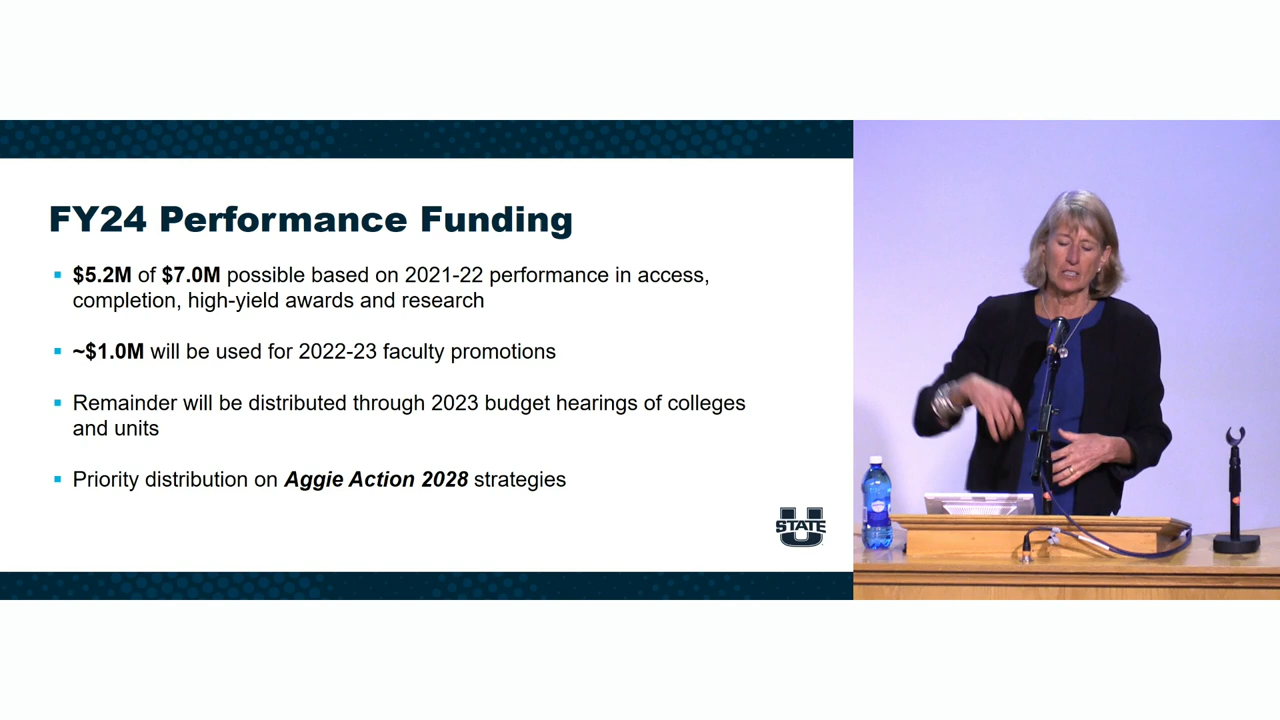 FY24 Performance Funding
▪ $5.2M of $7.0M possible based on 2021-22 performance in access,
completion, high-yield awards and research
▪ ~$1.0M will be used for 2022-23 faculty promotions
▪ Remainder will be distributed through 2023 budget hearings of colleges
and units
▪ Priority distribution on Aggie Action 2028 strategies
U
STATE